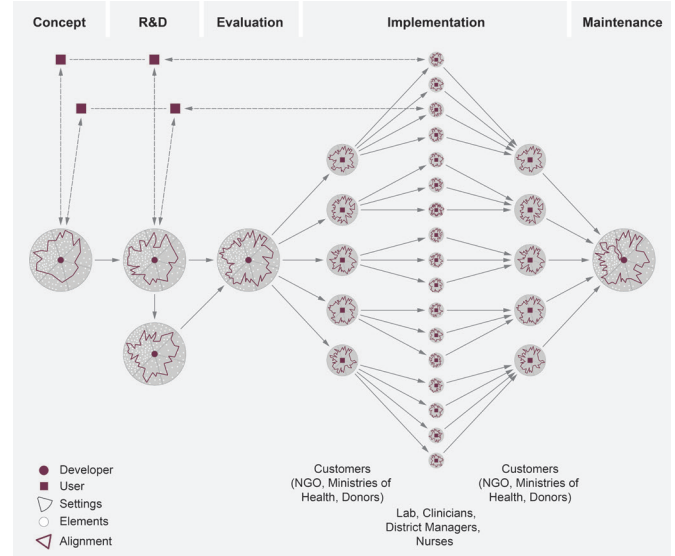 Concept
R&D
Evaluation
Implementation
Maintenance
Developer
User
Settings
Elements
Alignment
Customers
(NGO, Ministries of
Health, Donors)
Lab, Clinicians,
District Managers,
Nurses
Customers
(NGO, Ministries of
Health, Donors)